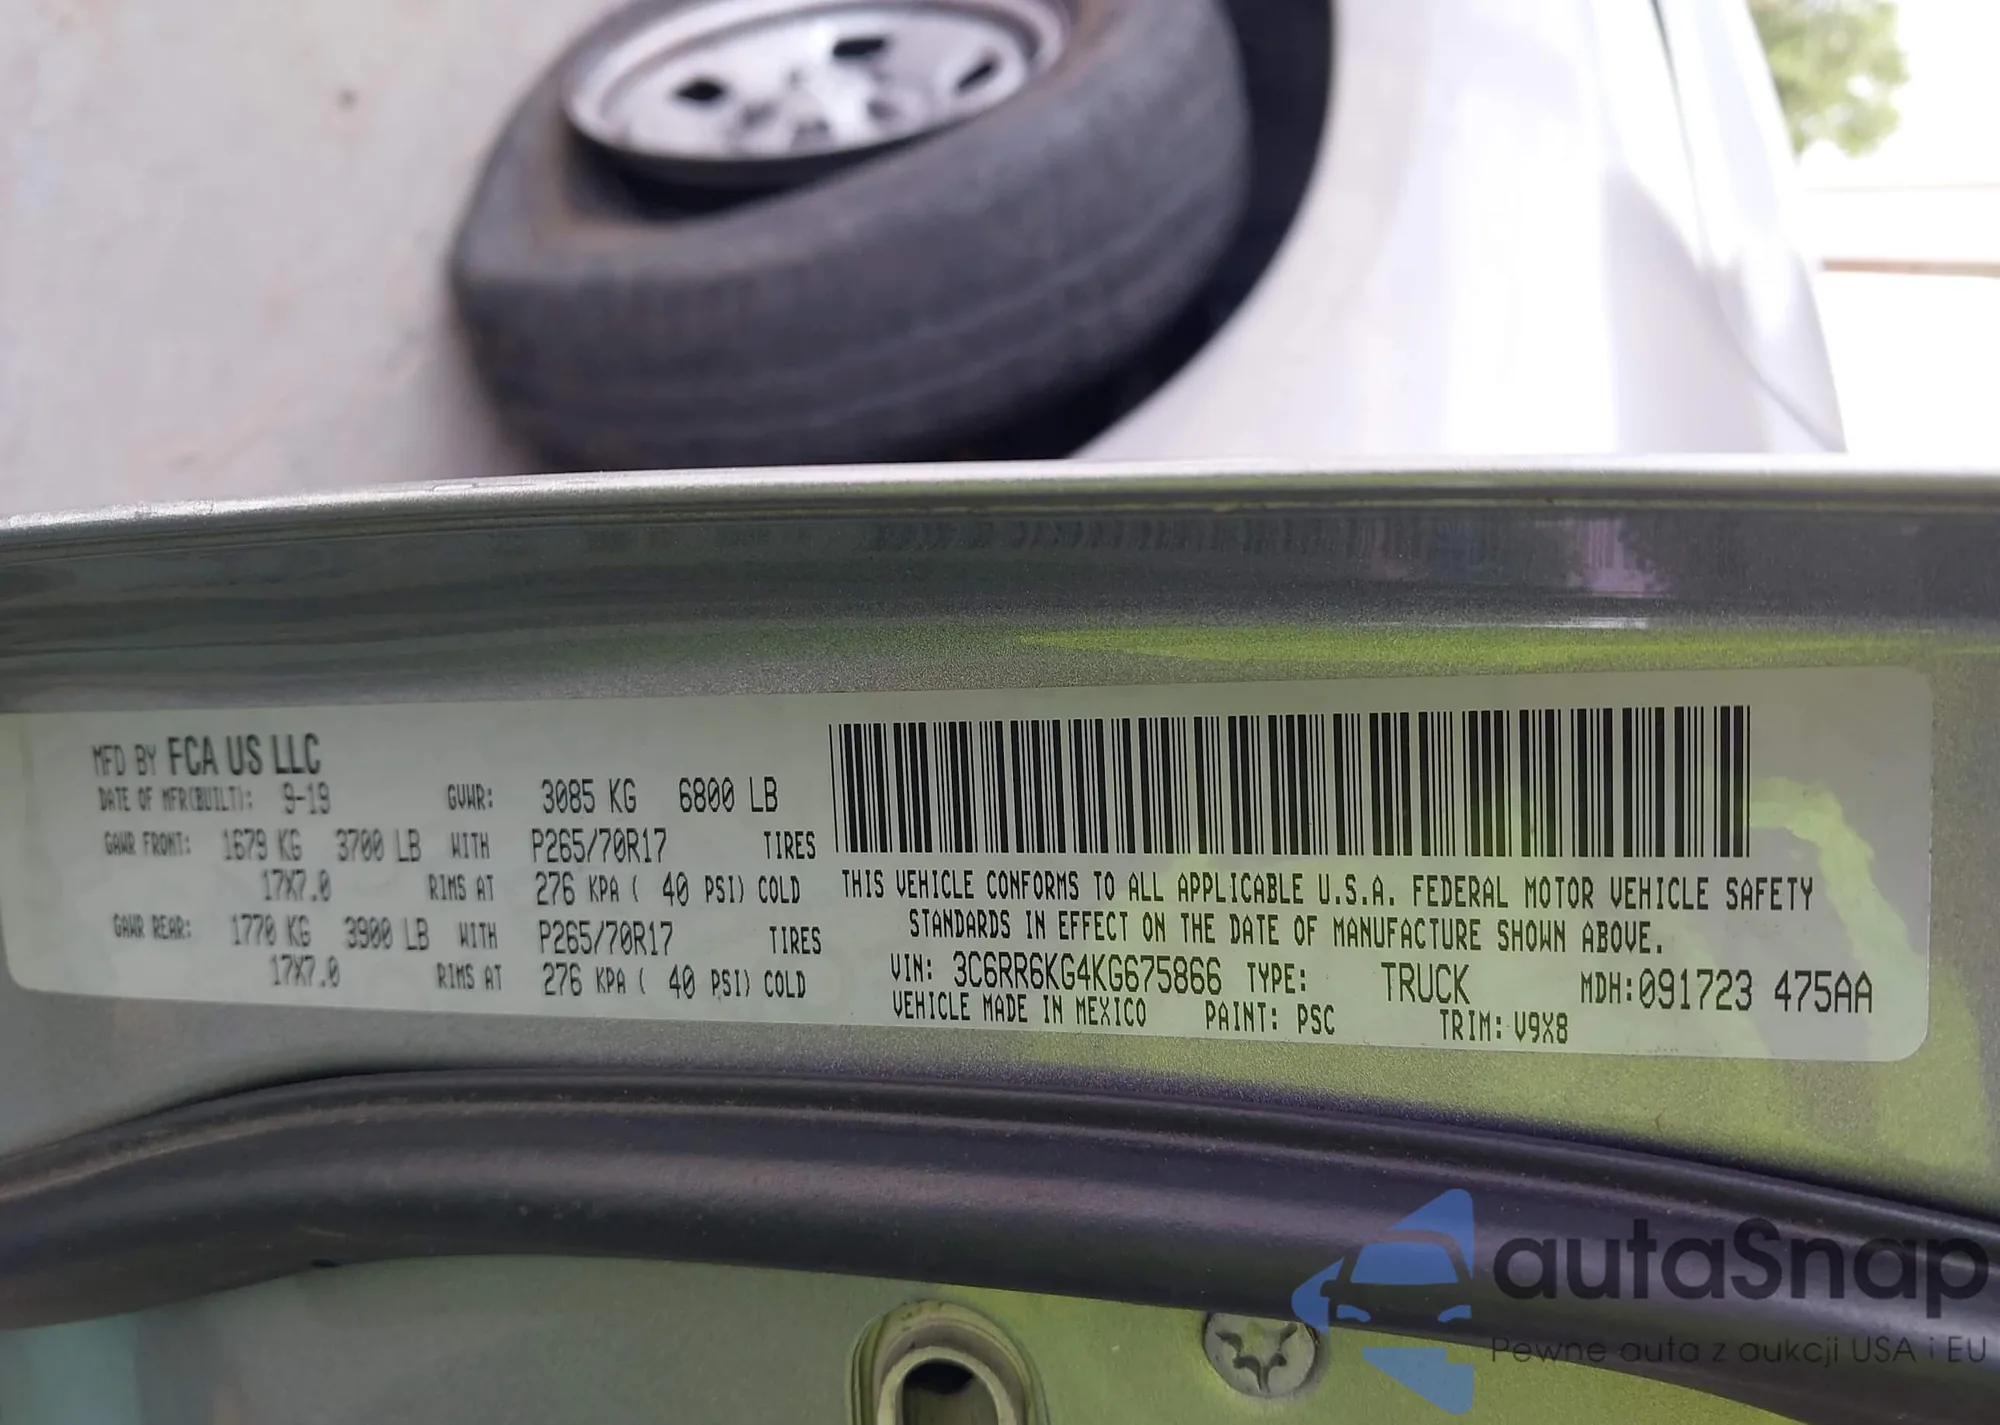 MFD BY FCA US LLC
DATE OF MFR(BUILT): 9-19 GVWR: 3085 KG 6800 LB
GAWR FRONT: 1679 KG 3700 LB WITH P265/70R17 TIRES
17X7.0 RIMS AT 276 KPA ( 40 PSI) COLD
GAWR REAR: 1770 KG 3900 LB WITH P265/70R17 TIRES
17X7.0 RIMS AT 276 KPA ( 40 PSI) COLD
THIS VEHICLE CONFORMS TO ALL APPLICABLE U.S.A. FEDERAL MOTOR VEHICLE SAFETY
STANDARDS IN EFFECT ON THE DATE OF MANUFACTURE SHOWN ABOVE.
VIN: 3C6RR6KG4KG675866 TYPE: TRUCK MDH:091723 475AA
VEHICLE MADE IN MEXICO PAINT: PSC TRIM: V9X8
autaSnap
Pewne auta z aukcji USA i EU